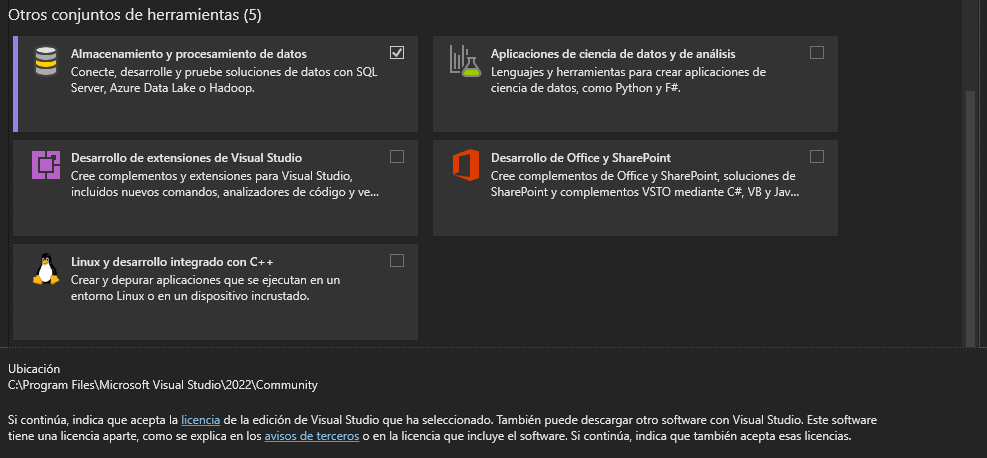 Otros conjuntos de herramientas (5)
Almacenamiento y procesamiento de datos
Conecte, desarrolle y pruebe soluciones de datos con SQL
Server, Azure Data Lake o Hadoop.
Aplicaciones de ciencia de datos y de análisis
Lenguajes y herramientas para crear aplicaciones de
ciencia de datos, como Python y F#.
Desarrollo de extensiones de Visual Studio
Cree complementos y extensiones para Visual Studio,
incluidos nuevos comandos, analizadores de código y ve...
Desarrollo de Office y SharePoint
Cree complementos de Office y SharePoint, soluciones de
SharePoint y complementos VSTO mediante C#, VB y Jav...
Linux y desarrollo integrado con C++
Crear y depurar aplicaciones que se ejecutan en un
entorno Linux o en un dispositivo incrustado.
Ubicación
C:\Program Files\Microsoft Visual Studio\2022\Community
Si continúa, indica que acepta la licencia de la edición de Visual Studio que ha seleccionado. También puede descargar otro software con Visual Studio. Este software
tiene una licencia aparte, como se explica en los avisos de terceros o en la licencia que incluye el software. Si continúa, indica que también acepta esas licencias.